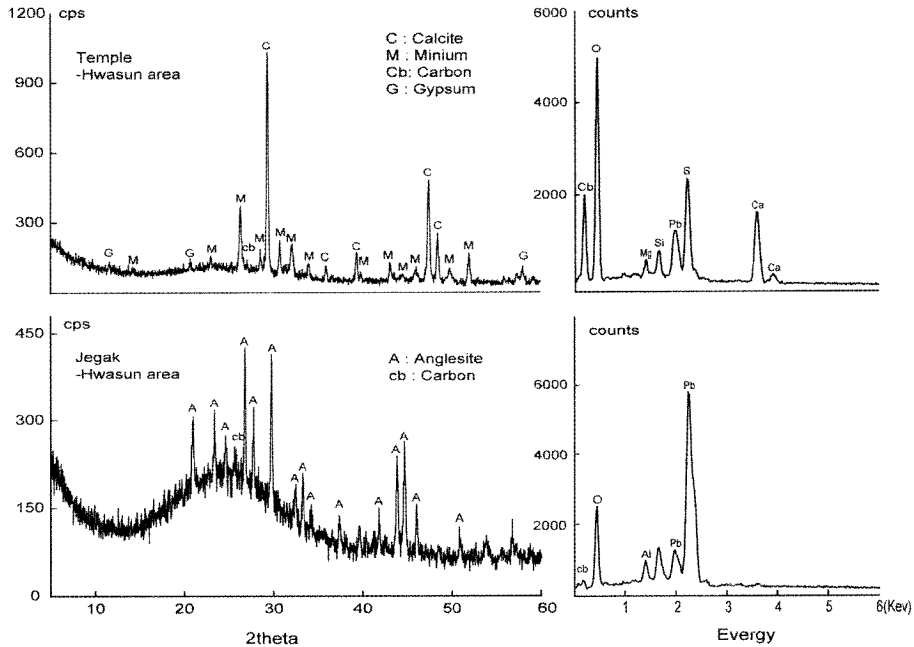 1200 cps
Temple
-Hwasun area
C : Calcite
M : Minium
Cb: Carbon
G : Gypsum
900
600
300
G M G M M cb M C M M M C C M M M M C C M M G
000
6000 counts
4000
2000
Cb O Mg Si Pb S Ca Ca
cps
450
Jegak
-Hwasun area
A : Anglesite
cb : Carbon
300
150
0
A A A cb A A A A A A A A A A A A
10 20 30 40 50 60
2theta
counts
6000
4000
2000
0
cb O Al Pb Pb
1 2 3 4 5 6(Kev)
Evergy